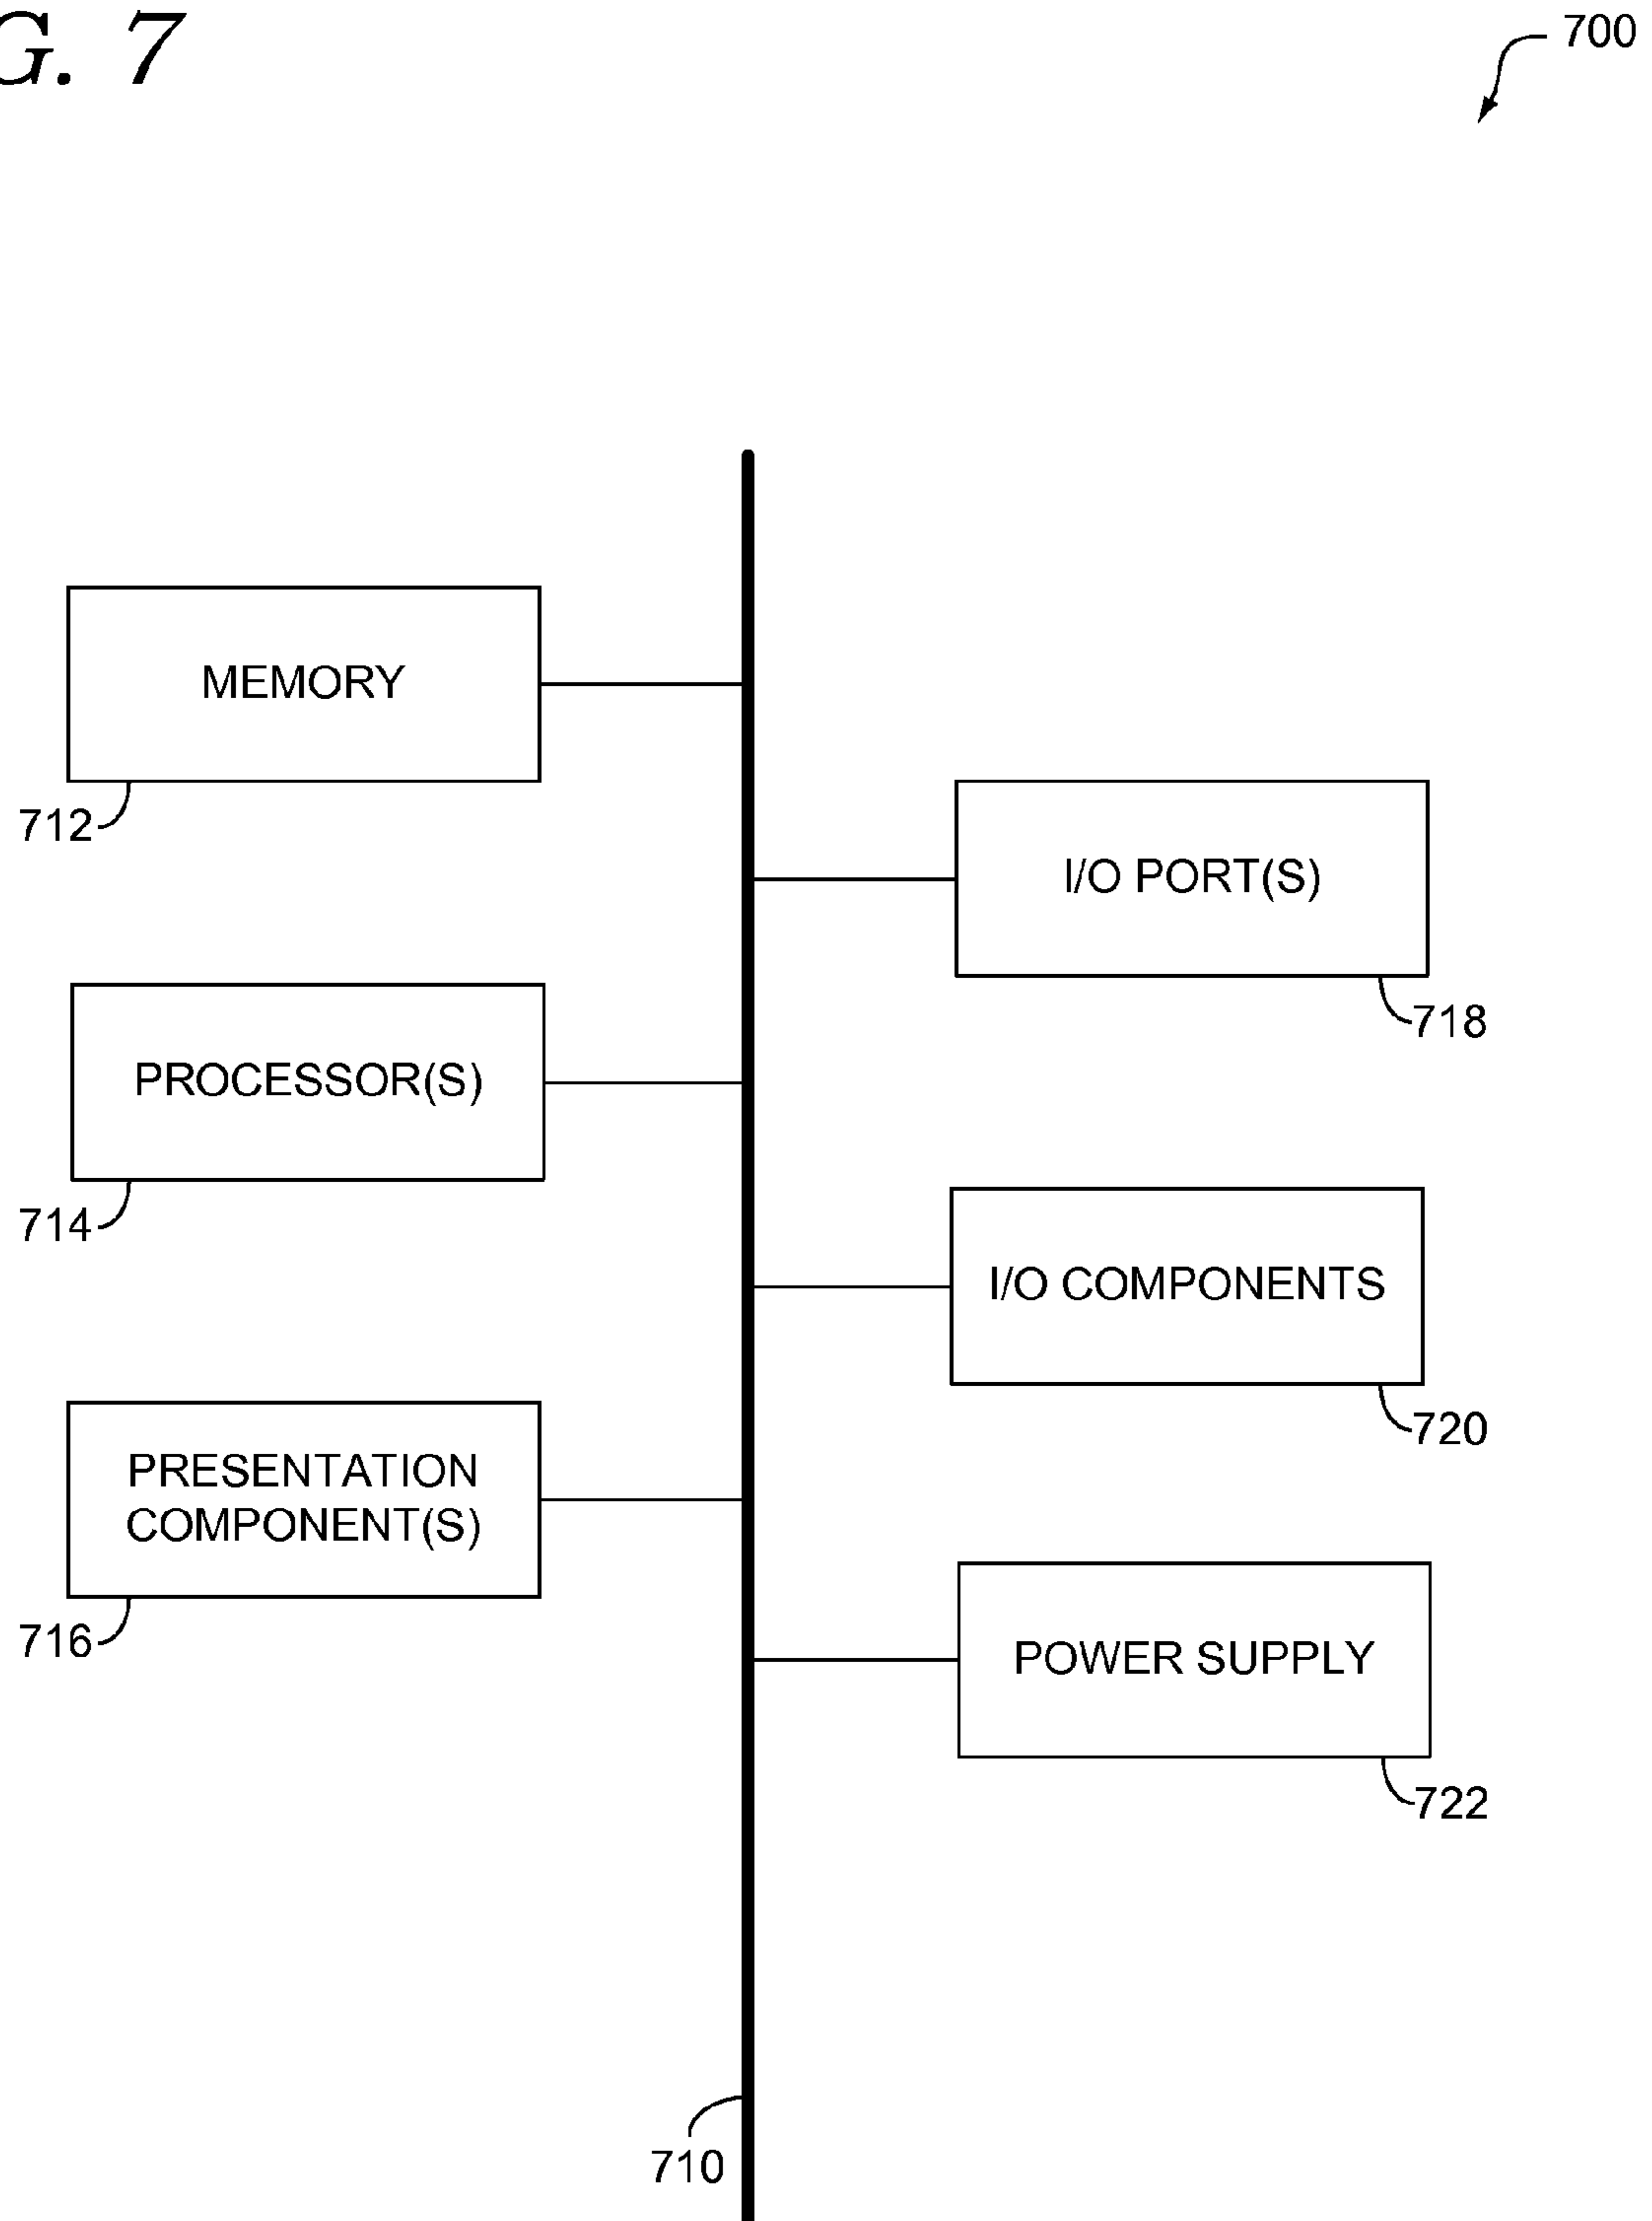 G. 7
700
MEMORY
712
I/O PORT(S)
718
PROCESSOR(S)
714
I/O COMPONENTS
720
PRESENTATION
COMPONENT(S)
716
POWER SUPPLY
722
710